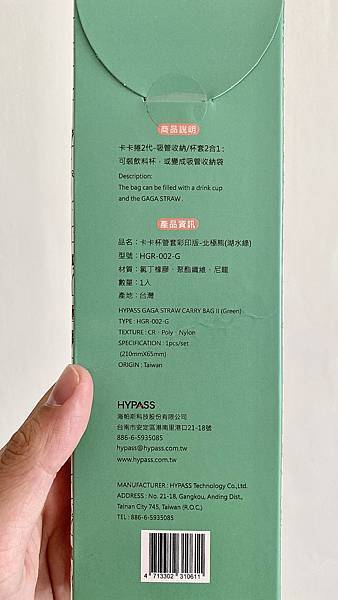 商品說明
卡卡捲2代-吸管收納/杯套2合1:
可裝飲料杯，或變成吸管收納袋
Description:
The bag can be filled with a drink cup
and the GAGA STRAW.
產品資訊
品名：卡卡杯管套彩印版-北極熊(湖水綠)
型號：HGR-002-G
材質：氯丁橡膠、聚酯纖維、尼龍
數量：1入
產地：台灣
HYPASS GAGA STRAW CARRY BAG II (Green)
TYPE : HGR-002-G
TEXTURE : CR、Poly、Nylon
SPECIFICATION : 1pcs/set
(210mmX65mm)
ORIGIN : Taiwan
HYPASS
海帕斯科技股份有限公司
台南市安定區港南里港口21-18號
886-6-5935085
hypass@hypass.com.tw
www.hypass.com.tw
MANUFACTURER : HYPASS Technology Co.,Ltd.
ADDRESS : No. 21-18, Gangkou, Anding Dist.,
Tainan City 745, Taiwan (R.O.C.)
TEL : 886-6-5935085
4 713302 310611